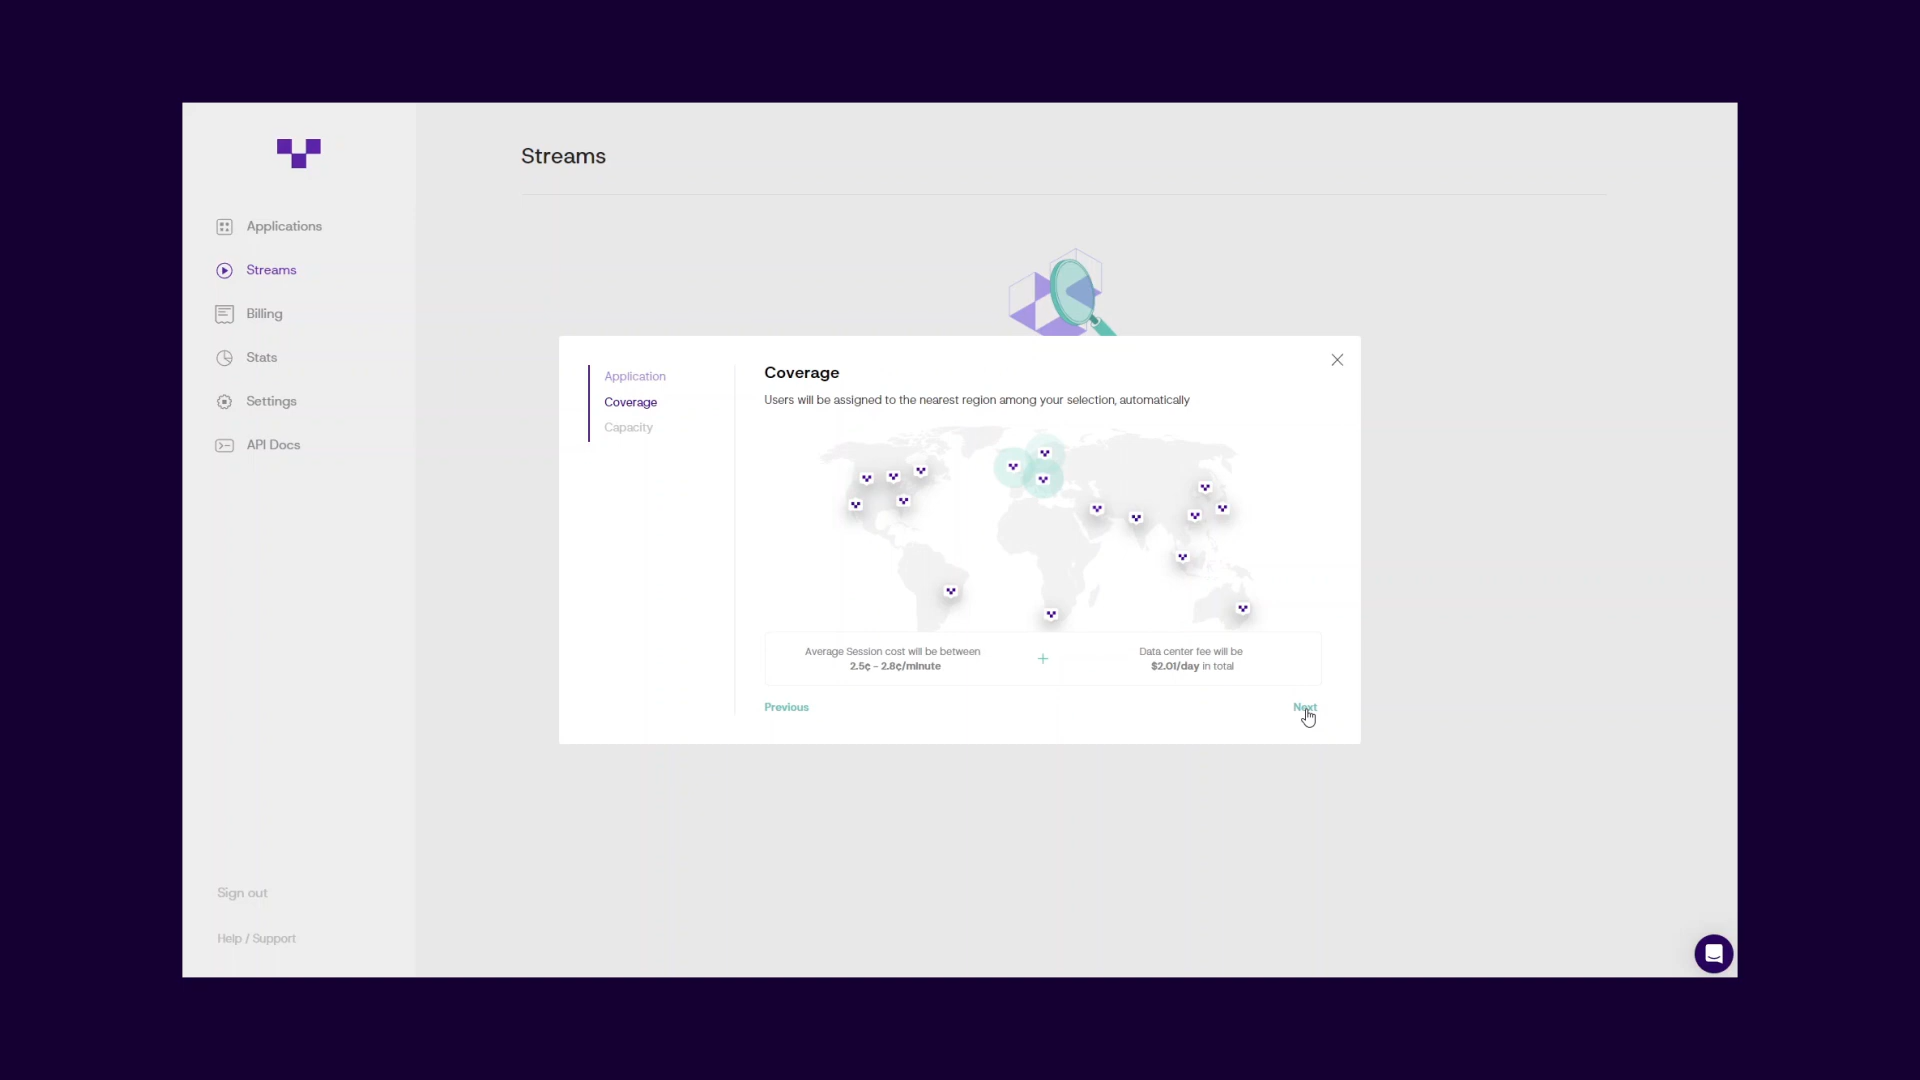 Streams
Applications
Streams
Billing
Stats
Settings
API Docs
Sign out
Help / Support
Application
Coverage
Capacity
Coverage
Users will be assigned to the nearest region among your selection, automatically
Average Session cost will be between
2.5¢ - 2.8¢/minute
+
Data center fee will be
$2.01/day in total
Previous
Next